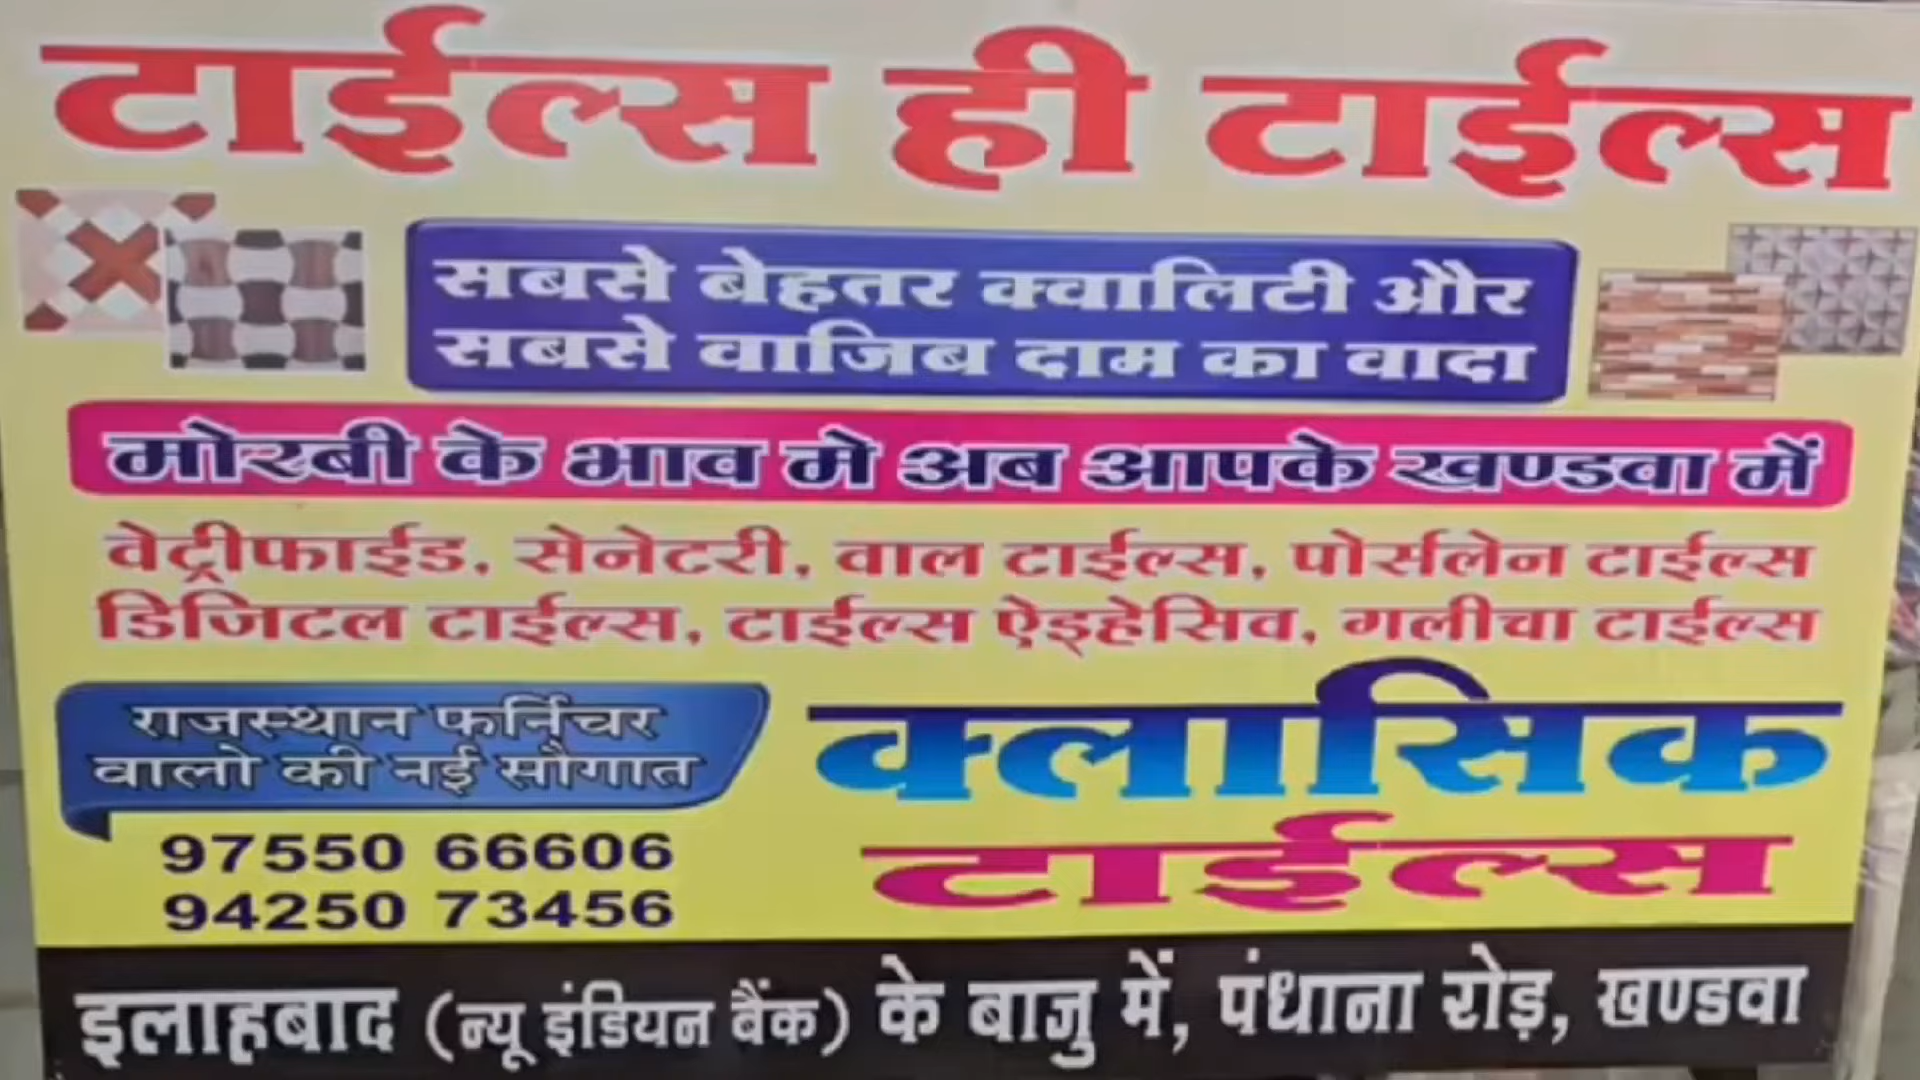 टाईल्स ही टाईल्स
सबसे बेहतर क्वालिटी और
सबसे वाजिब दाम का वादा
मोरबी के भाव मे अब आपके खण्डवा में
वेट्रीफाईड, सेनेटरी, वाल टाईल्स, पोर्सलेन टाईल्स
डिजिटल टाईल्स, टाईल्स ऐड्हेसिव, गलीचा टाईल्स
राजस्थान फर्निचर
वालो की नई सौगात
97550 66606
94250 73456
क्लासिक
टाईल्स
इलाहबाद (न्यू इंडियन बैंक) के बाजु में, पंधाना रोड़, खण्डवा